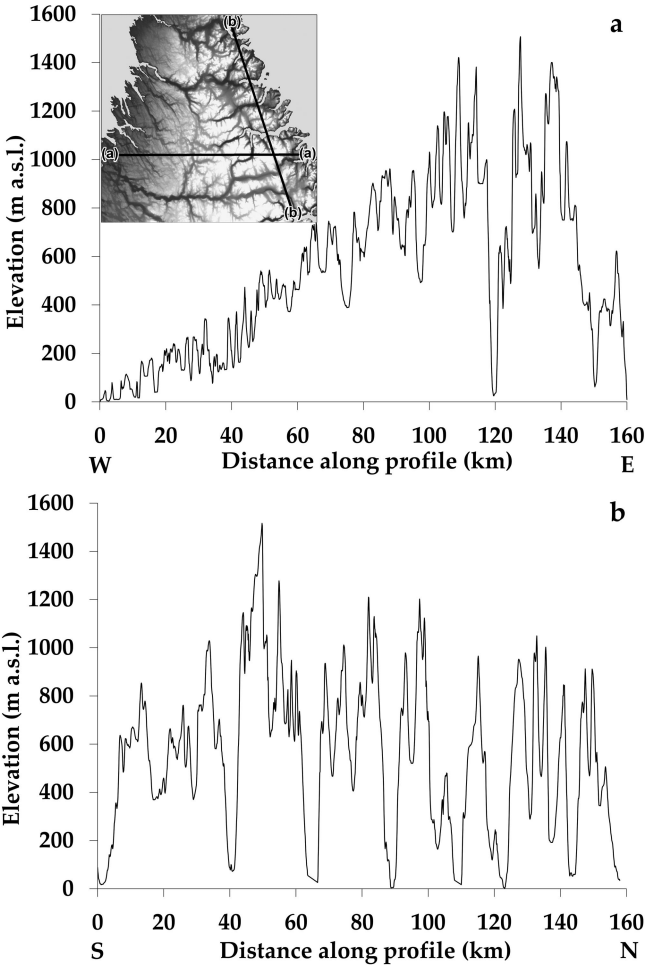 1600
a
1400
1200
1000
800
600
400
200
0
Elevation (m a.s.l.)
(b)
(a) (a)
(b)
0 20 40 60 80 100 120 140 160
W Distance along profile (km) E
1600
b
1400
1200
1000
800
600
400
200
0
Elevation (m a.s.l.)
0 20 40 60 80 100 120 140 160
S Distance along profile (km) N